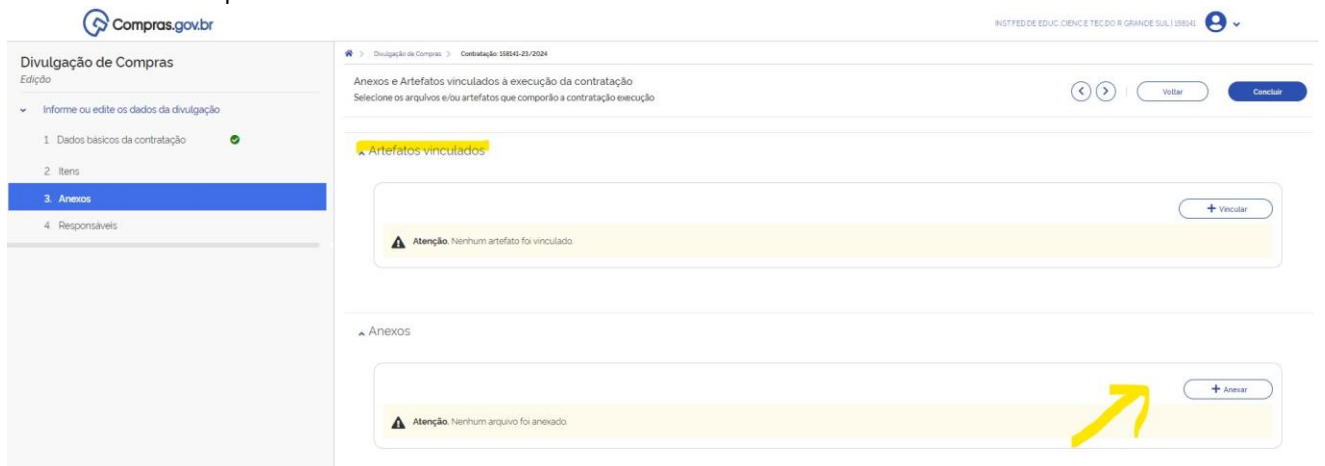 Compras.gov.br
INST.FED.DE EDUC.,CIENC.E TEC.DO R.GRANDE SUL | 158141
Divulgação de Compras
Edição
Informe ou edite os dados da divulgação
1. Dados básicos da contratação
2. Itens
3. Anexos
4. Responsáveis
Divulgação de Compras > Contratação: 158141-23/2024
Anexos e Artefatos vinculados à execução da contratação
Selecione os arquivos e/ou artefatos que comporão a contratação execução
Voltar
Concluir
Artefatos vinculados
+ Vincular
Atenção. Nenhum artefato foi vinculado.
Anexos
+ Anexar
Atenção. Nenhum arquivo foi anexado.